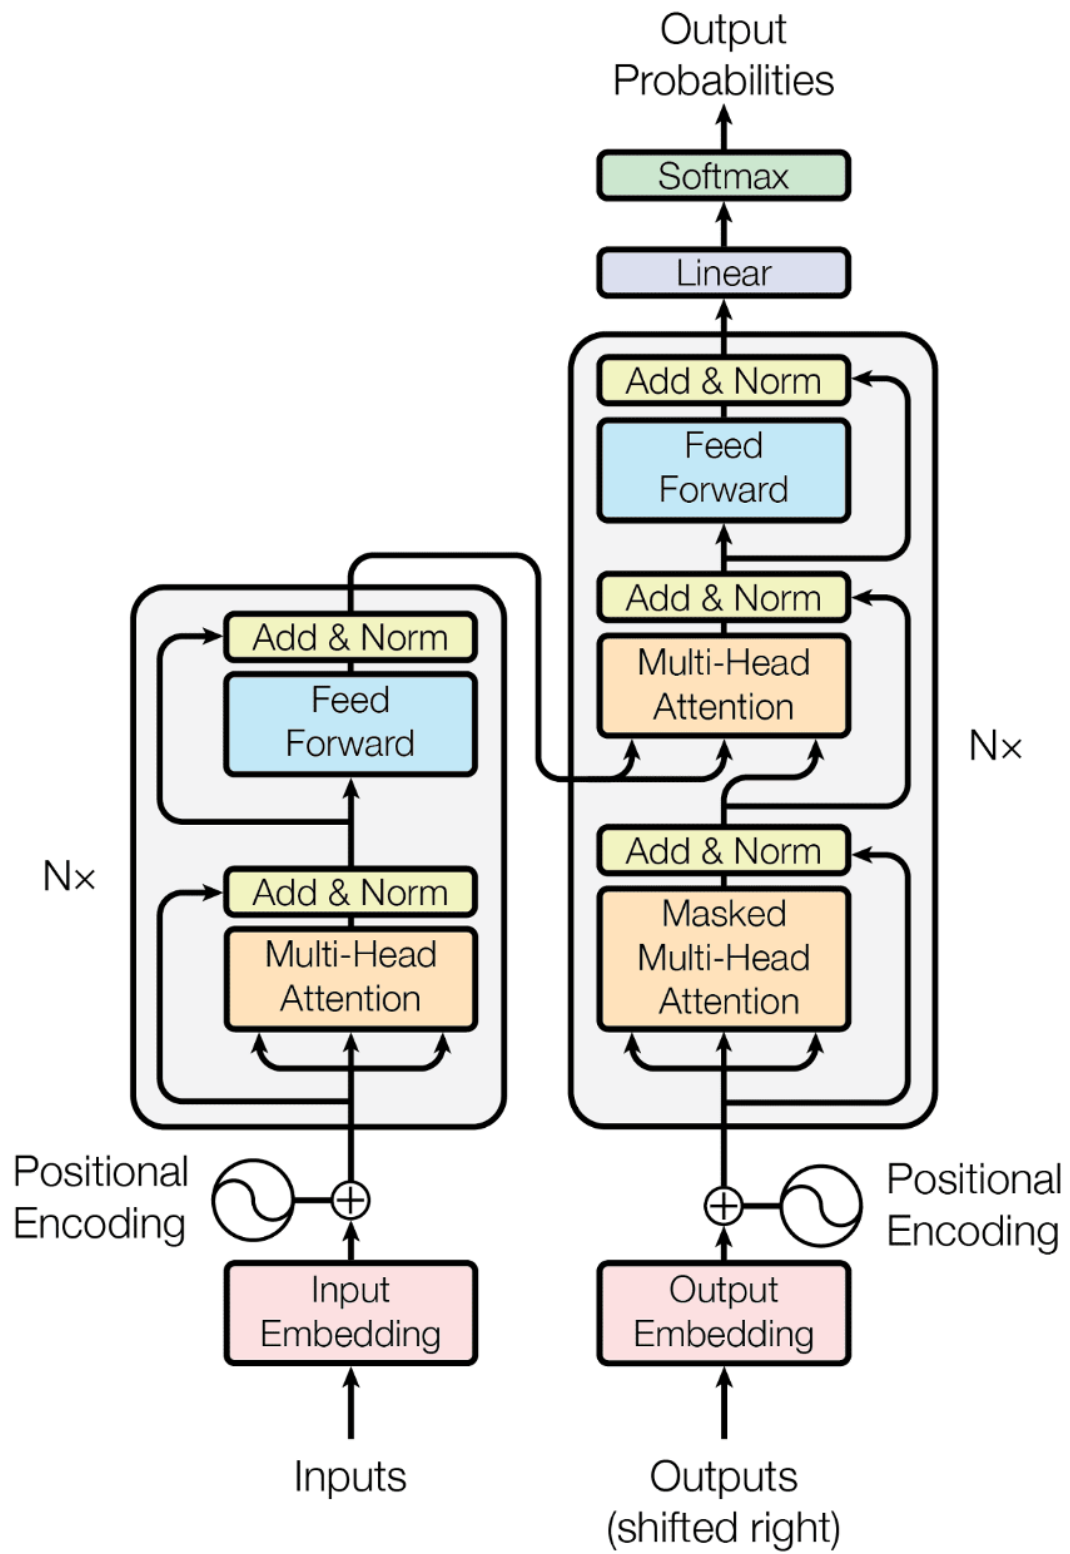 Output
Probabilities
Softmax
Linear
Add & Norm
Feed
Forward
Add & Norm
Multi-Head
Attention
Nx
Add & Norm
Masked
Multi-Head
Attention
Add & Norm
Feed
Forward
Nx
Add & Norm
Multi-Head
Attention
Positional
Encoding
Positional
Encoding
Input
Embedding
Output
Embedding
Inputs
Outputs
(shifted right)